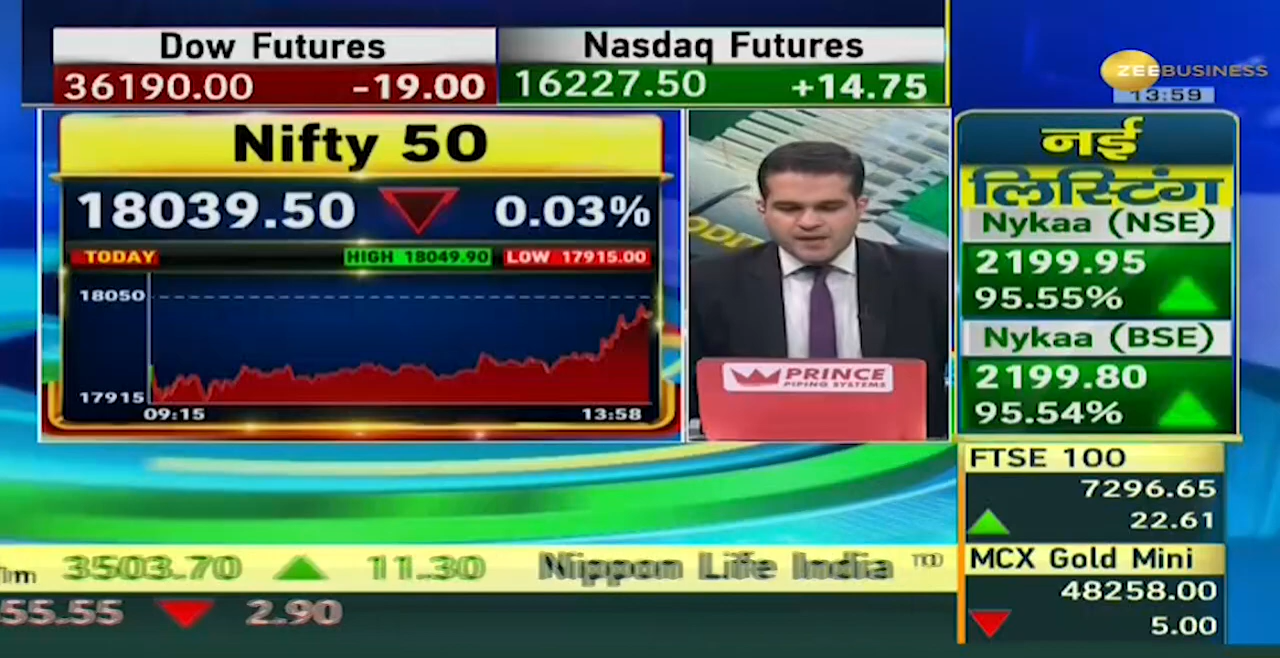 Dow Futures
36190.00 -19.00
Nasdaq Futures
16227.50 +14.75
ZEEBUSINESS
13:59
Nifty 50
18039.50 0.03%
TODAY HIGH 18049.90 LOW 17915.00
18050
17915
09:15 13:58
PRINCE
PIPING SYSTEMS
नई
लिस्टिंग
Nykaa (NSE)
2199.95
95.55%
Nykaa (BSE)
2199.80
95.54%
FTSE 100
7296.65
22.61
MCX Gold Mini
48258.00
5.00
3503.70 11.30 Nippon Life India
55.55 2.90